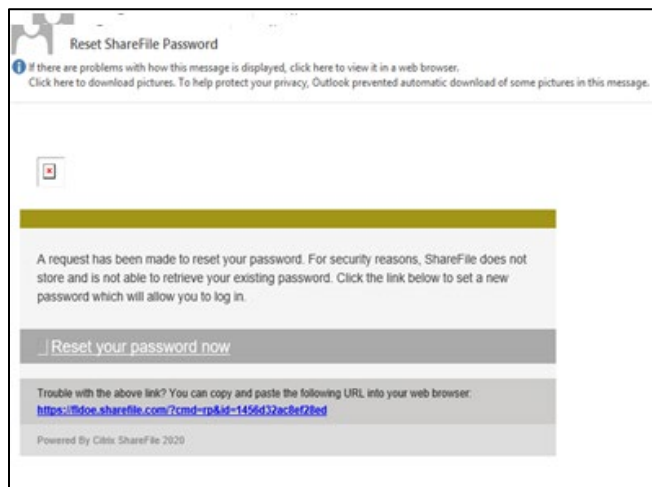 Reset ShareFile Password
If there are problems with how this message is displayed, click here to view it in a web browser.
Click here to download pictures. To help protect your privacy, Outlook prevented automatic download of some pictures in this message.
A request has been made to reset your password. For security reasons, ShareFile does not
store and is not able to retrieve your existing password. Click the link below to set a new
password which will allow you to log in.
Reset your password now
Trouble with the above link? You can copy and paste the following URL into your web browser:
https://fldoe.sharefile.com/?cmd=rp&id=1456d32ac8ef28ed
Powered By Citrix ShareFile 2020